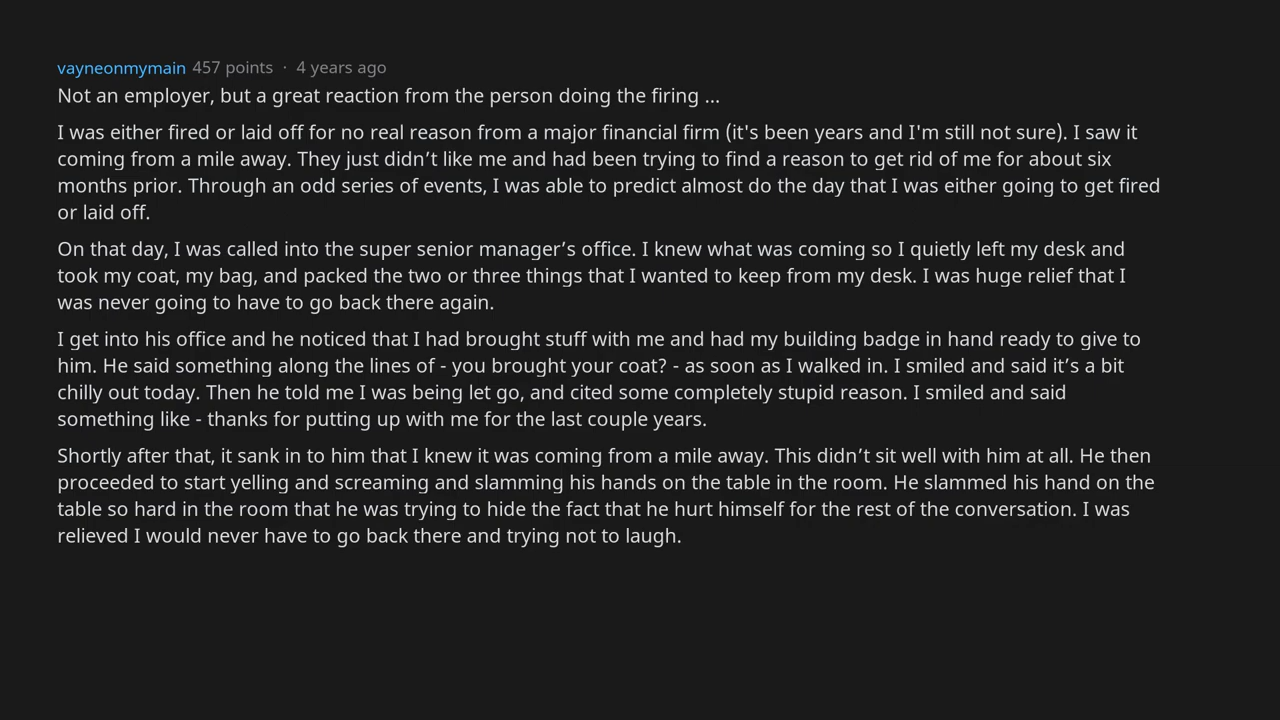 vayneonmymain 457 points · 4 years ago
Not an employer, but a great reaction from the person doing the firing ...
I was either fired or laid off for no real reason from a major financial firm (it's been years and I'm still not sure). I saw it
coming from a mile away. They just didn’t like me and had been trying to find a reason to get rid of me for about six
months prior. Through an odd series of events, I was able to predict almost do the day that I was either going to get fired
or laid off.
On that day, I was called into the super senior manager’s office. I knew what was coming so I quietly left my desk and
took my coat, my bag, and packed the two or three things that I wanted to keep from my desk. I was huge relief that I
was never going to have to go back there again.
I get into his office and he noticed that I had brought stuff with me and had my building badge in hand ready to give to
him. He said something along the lines of - you brought your coat? - as soon as I walked in. I smiled and said it’s a bit
chilly out today. Then he told me I was being let go, and cited some completely stupid reason. I smiled and said
something like - thanks for putting up with me for the last couple years.
Shortly after that, it sank in to him that I knew it was coming from a mile away. This didn’t sit well with him at all. He then
proceeded to start yelling and screaming and slamming his hands on the table in the room. He slammed his hand on the
table so hard in the room that he was trying to hide the fact that he hurt himself for the rest of the conversation. I was
relieved I would never have to go back there and trying not to laugh.